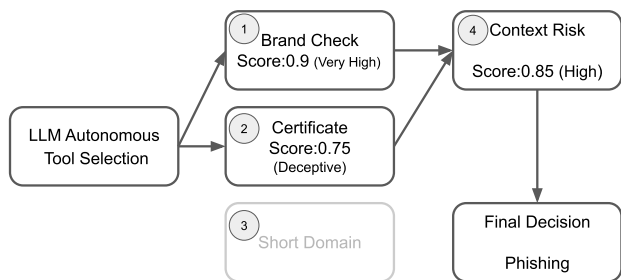 LLM Autonomous
Tool Selection
1
Brand Check
Score:0.9 (Very High)
2
Certificate
Score:0.75
(Deceptive)
3
Short Domain
4
Context Risk
Score:0.85 (High)
Final Decision
Phishing